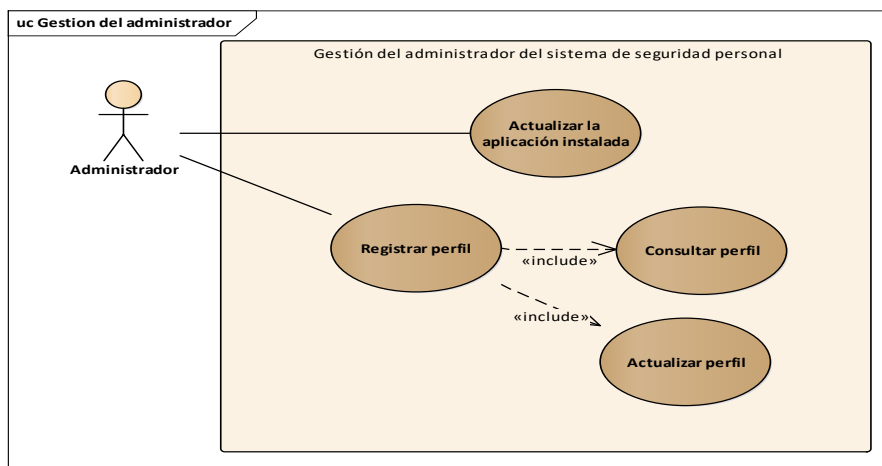 uc Gestion del administrador
Gestión del administrador del sistema de seguridad personal
Actualizar la
aplicación instalada
Administrador
Registrar perfil
«include»
Consultar perfil
«include»
Actualizar perfil